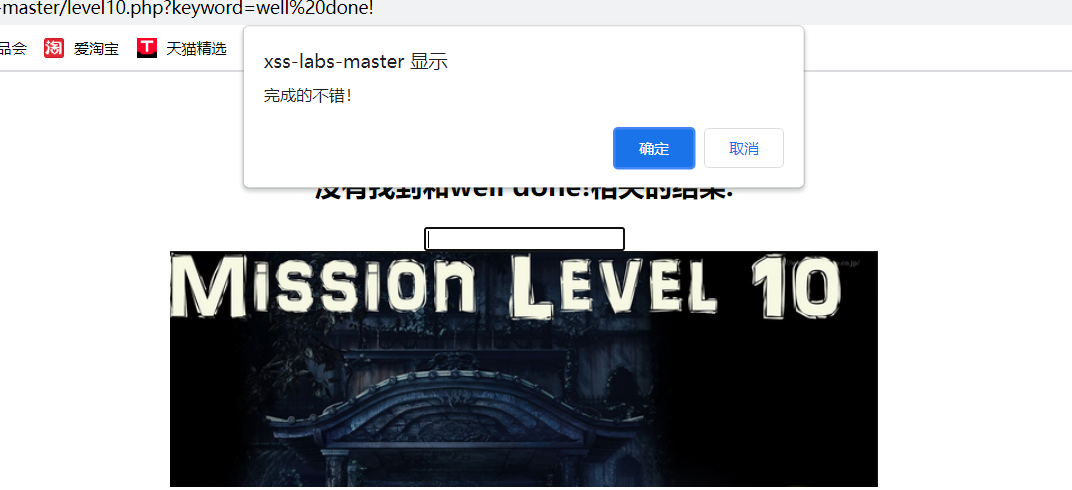 -master/level10.php?keyword=well%20done!
品会 淘 爱淘宝 T 天猫精选
xss-labs-master 显示
完成的不错！
确定 取消
没有找到和well done!相关的结果.
Mission Level 10